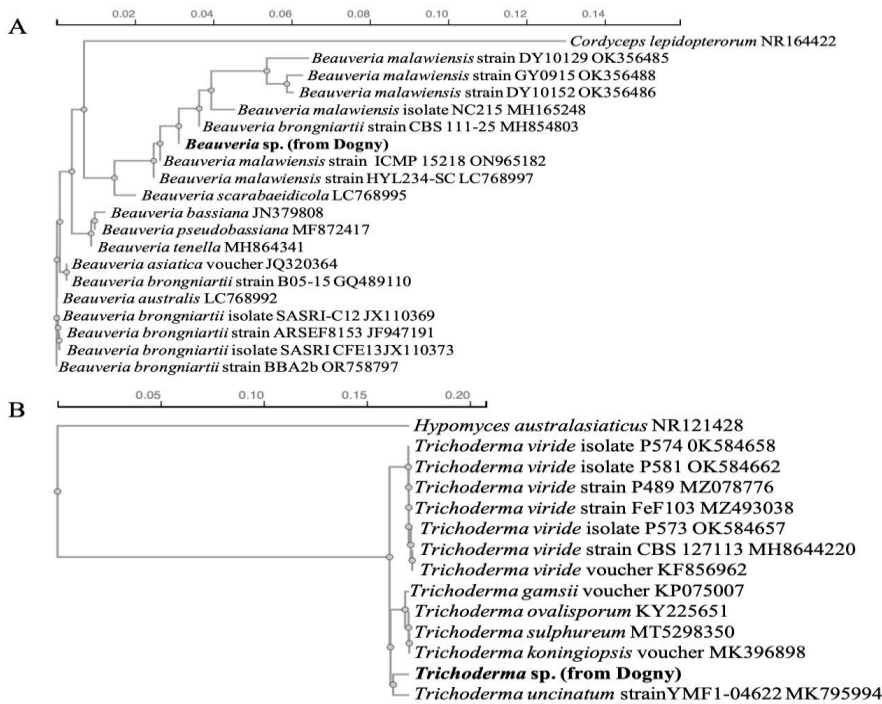 A
0.02 0.04 0.06 0.08 0.10 0.12 0.14
Cordyceps lepidopterorum NR164422
Beauveria malawiensis strain DY10129 OK356485
Beauveria malawiensis strain GY0915 OK356488
Beauveria malawiensis strain DY10152 OK356486
Beauveria malawiensis isolate NC215 MH165248
Beauveria brongniartii strain CBS 111-25 MH854803
Beauveria sp. (from Dogny)
Beauveria malawiensis strain ICMP 15218 ON965182
Beauveria malawiensis strain HYL234-SC LC768997
Beauveria scarabaeidicola LC768995
Beauveria bassiana JN379808
Beauveria pseudobassiana MF872417
Beauveria tenella MH864341
Beauveria asiatica voucher JQ320364
Beauveria brongniartii strain B05-15 GQ489110
Beauveria australis LC768992
Beauveria brongniartii isolate SASRI-C12 JX110369
Beauveria brongniartii strain ARSEF8153 JF947191
Beauveria brongniartii isolate SASRI CFE13JX110373
Beauveria brongniartii strain BBA2b OR758797
B
0.05 0.10 0.15 0.20
Hypomyces australasiaticus NR121428
Trichoderma viride isolate P574 0K584658
Trichoderma viride isolate P581 OK584662
Trichoderma viride strain P489 MZ078776
Trichoderma viride strain FeF103 MZ493038
Trichoderma viride isolate P573 OK584657
Trichoderma viride strain CBS 127113 MH8644220
Trichoderma viride voucher KF856962
Trichoderma gamsii voucher KP075007
Trichoderma ovalisporum KY225651
Trichoderma sulphureum MT5298350
Trichoderma koningiopsis voucher MK396898
Trichoderma sp. (from Dogny)
Trichoderma uncinatum strainYMF1-04622 MK795994